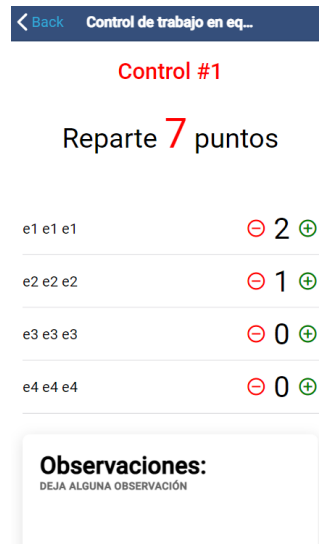 Back Control de trabajo en eq...
Control #1
Reparte 7 puntos
e1 e1 e1 2
e2 e2 e2 1
e3 e3 e3 0
e4 e4 e4 0
Observaciones:
DEJA ALGUNA OBSERVACIÓN